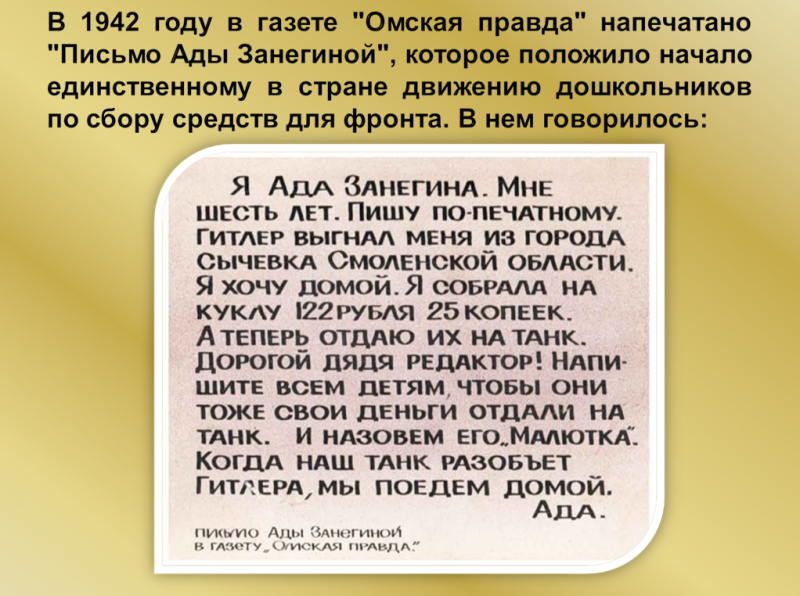 В 1942 году в газете "Омская правда" напечатано
"Письмо Ады Занегиной", которое положило начало
единственному в стране движению дошкольников
по сбору средств для фронта. В нем говорилось:
Я АДА ЗАНЕГИНА. МНЕ
ШЕСТЬ ЛЕТ. ПИШУ ПО-ПЕЧАТНОМУ.
ГИТЛЕР ВЫГНАЛ МЕНЯ ИЗ ГОРОДА
СЫЧЕВКА СМОЛЕНСКОЙ ОБЛАСТИ.
Я ХОЧУ ДОМОЙ. Я СОБРАЛА НА
КУКЛУ 122 РУБЛЯ 25 КОПЕЕК.
А ТЕПЕРЬ ОТДАЮ ИХ НА ТАНК.
ДОРОГОЙ ДЯДЯ РЕДАКТОР! НАПИ-
ШИТЕ ВСЕМ ДЕТЯМ, ЧТОБЫ ОНИ
ТОЖЕ СВОИ ДЕНЬГИ ОТДАЛИ НА
ТАНК. И НАЗОВЕМ ЕГО „МАЛЮТКА".
КОГДА НАШ ТАНК РАЗОБЪЕТ
ГИТЛЕРА, МЫ ПОЕДЕМ ДОМОЙ.
АДА.
ПИСЬМО АДЫ ЗАНЕГИНОЙ
В ГАЗЕТУ „ОМСКАЯ ПРАВДА."